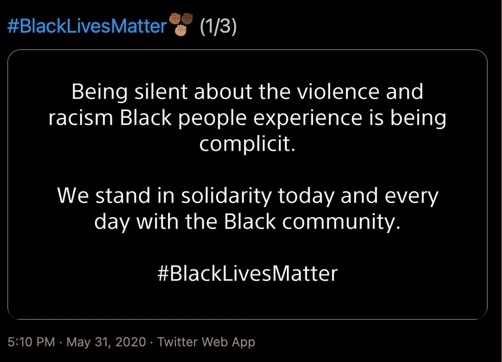 #BlackLivesMatter✊🏾✊🏿✊🏼 (1/3)
Being silent about the violence and
racism Black people experience is being
complicit.
We stand in solidarity today and every
day with the Black community.
#BlackLivesMatter
5:10 PM · May 31, 2020 · Twitter Web App